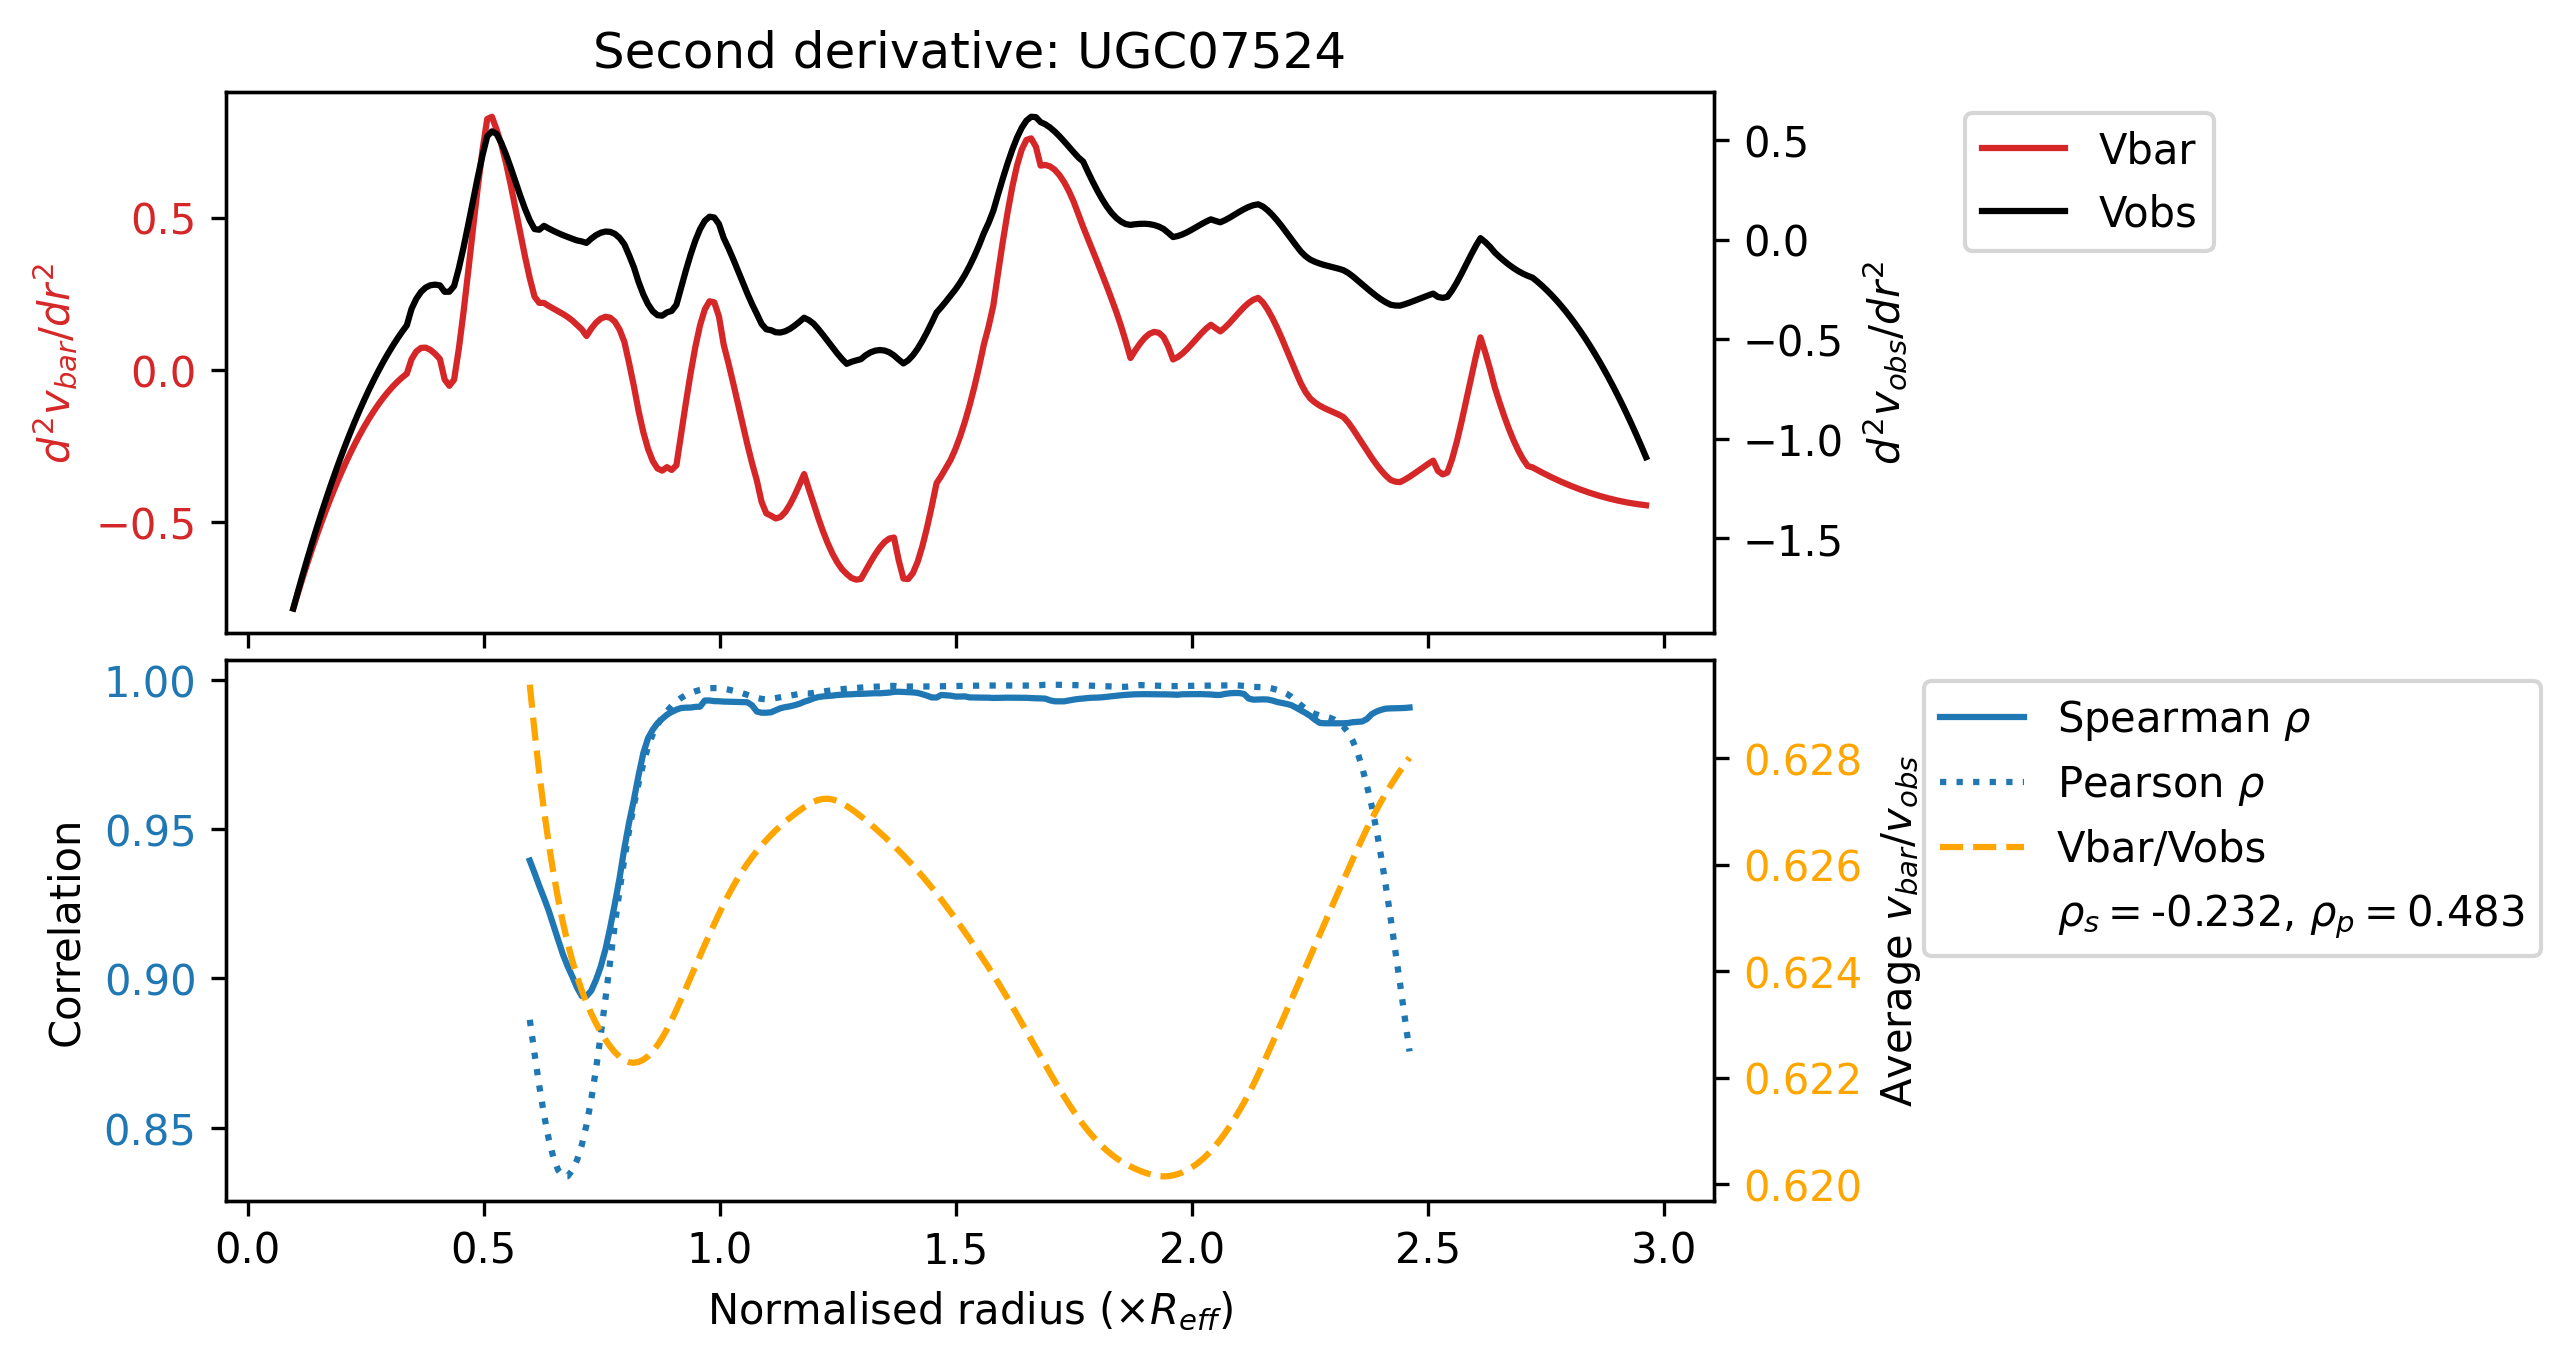 Second derivative: UGC07524
d²v_bar/dr²
0.5
0.0
−0.5
0.5
0.0
−0.5
−1.0
−1.5
d²v_obs/dr²
Vbar
Vobs
Correlation
1.00
0.95
0.90
0.85
0.628
0.626
0.624
0.622
0.620
Average v_bar/v_obs
Spearman ρ
Pearson ρ
Vbar/Vobs
ρ_s = -0.232, ρ_p = 0.483
0.0 0.5 1.0 1.5 2.0 2.5 3.0
Normalised radius (×R_eff)